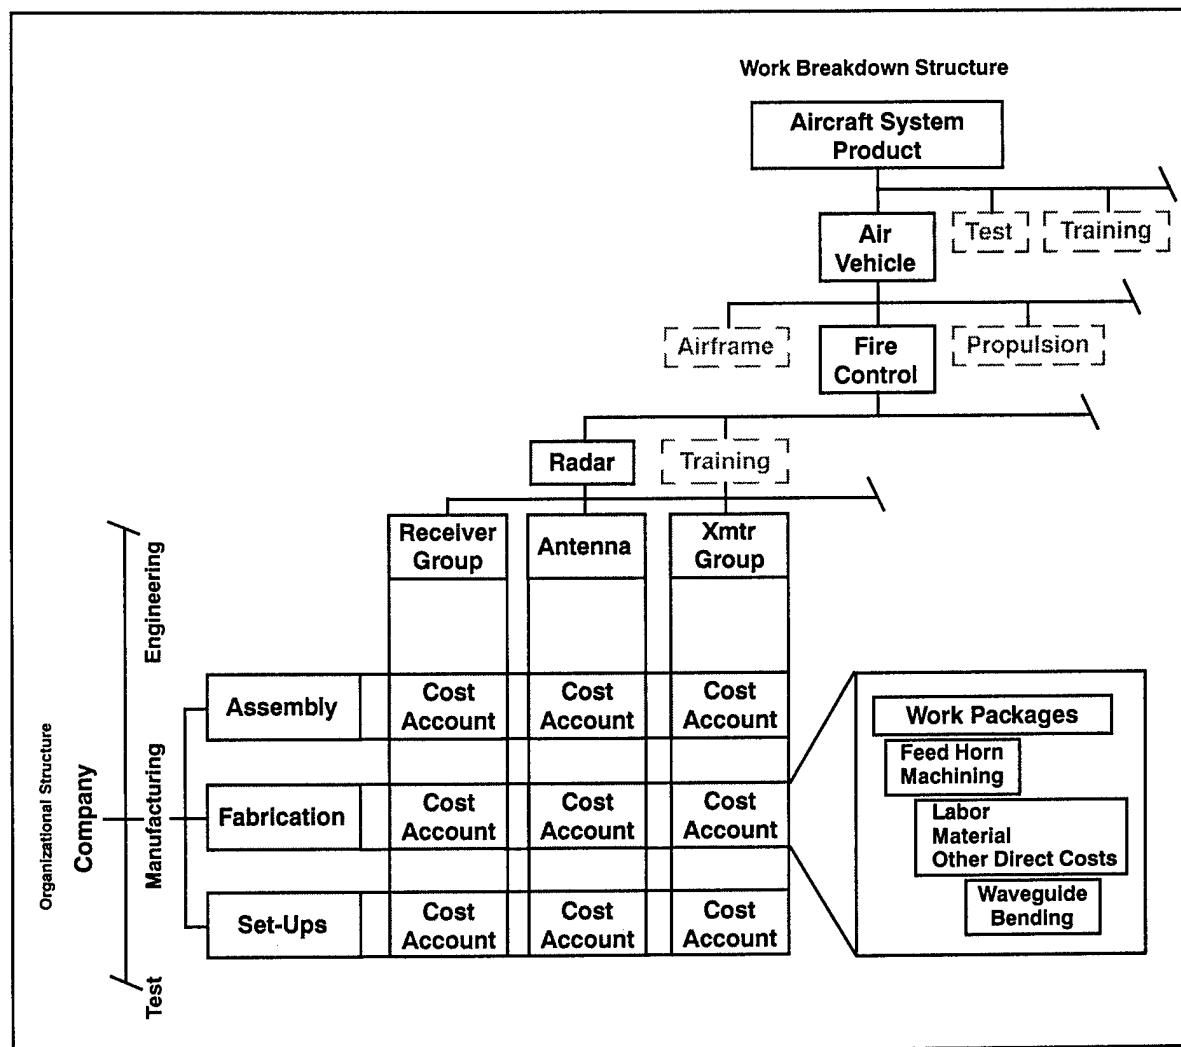 Work Breakdown Structure
Aircraft System
Product
Air
Vehicle
Test
Training
Airframe
Fire
Control
Propulsion
Radar
Training
Receiver
Group
Antenna
Xmtr
Group
Organizational Structure
Company
Engineering
Manufacturing
Test
Assembly
Cost
Account
Cost
Account
Cost
Account
Fabrication
Cost
Account
Cost
Account
Cost
Account
Set-Ups
Cost
Account
Cost
Account
Cost
Account
Work Packages
Feed Horn
Machining
Labor
Material
Other Direct Costs
Waveguide
Bending